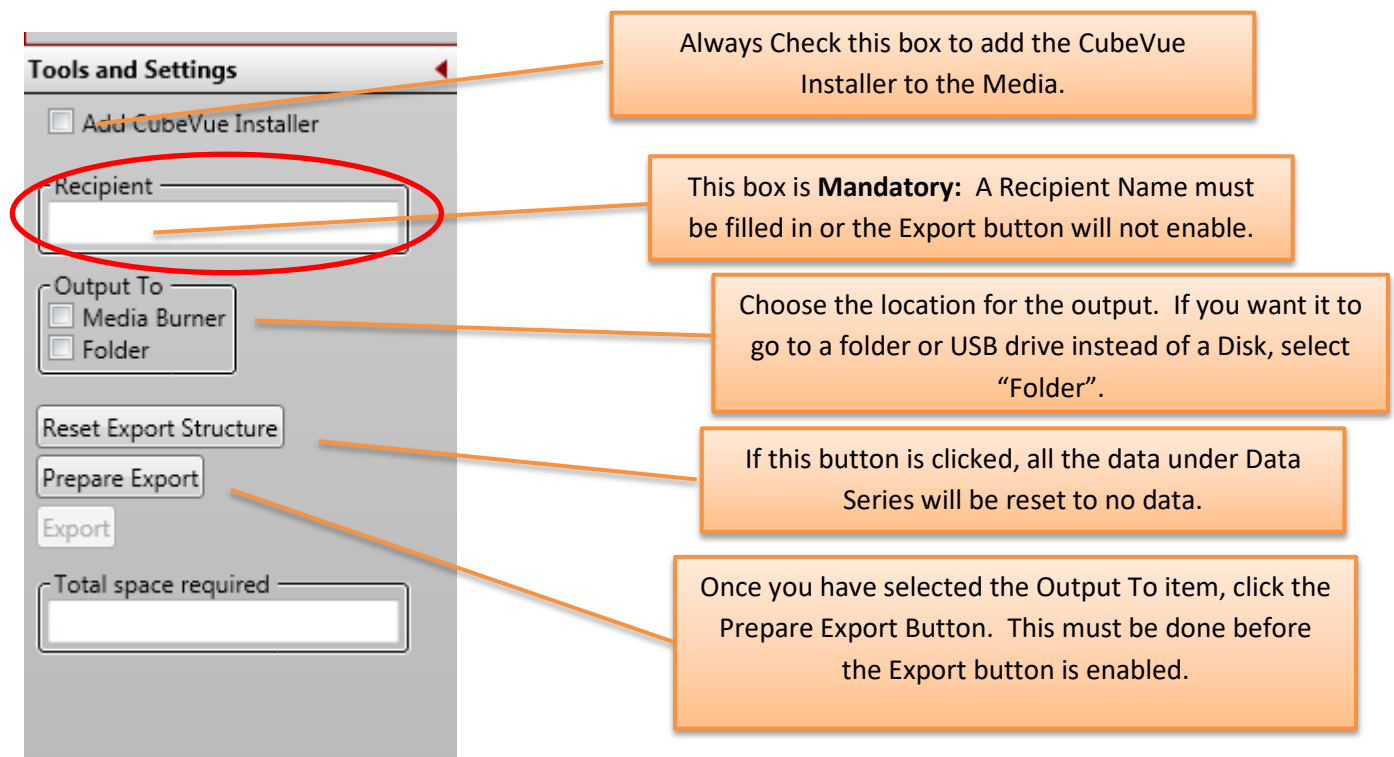 Tools and Settings
Add CubeVue Installer
Recipient
Output To
Media Burner
Folder
Reset Export Structure
Prepare Export
Export
Total space required
Always Check this box to add the CubeVue
Installer to the Media.
This box is Mandatory: A Recipient Name must
be filled in or the Export button will not enable.
Choose the location for the output. If you want it to
go to a folder or USB drive instead of a Disk, select
“Folder”.
If this button is clicked, all the data under Data
Series will be reset to no data.
Once you have selected the Output To item, click the
Prepare Export Button. This must be done before
the Export button is enabled.